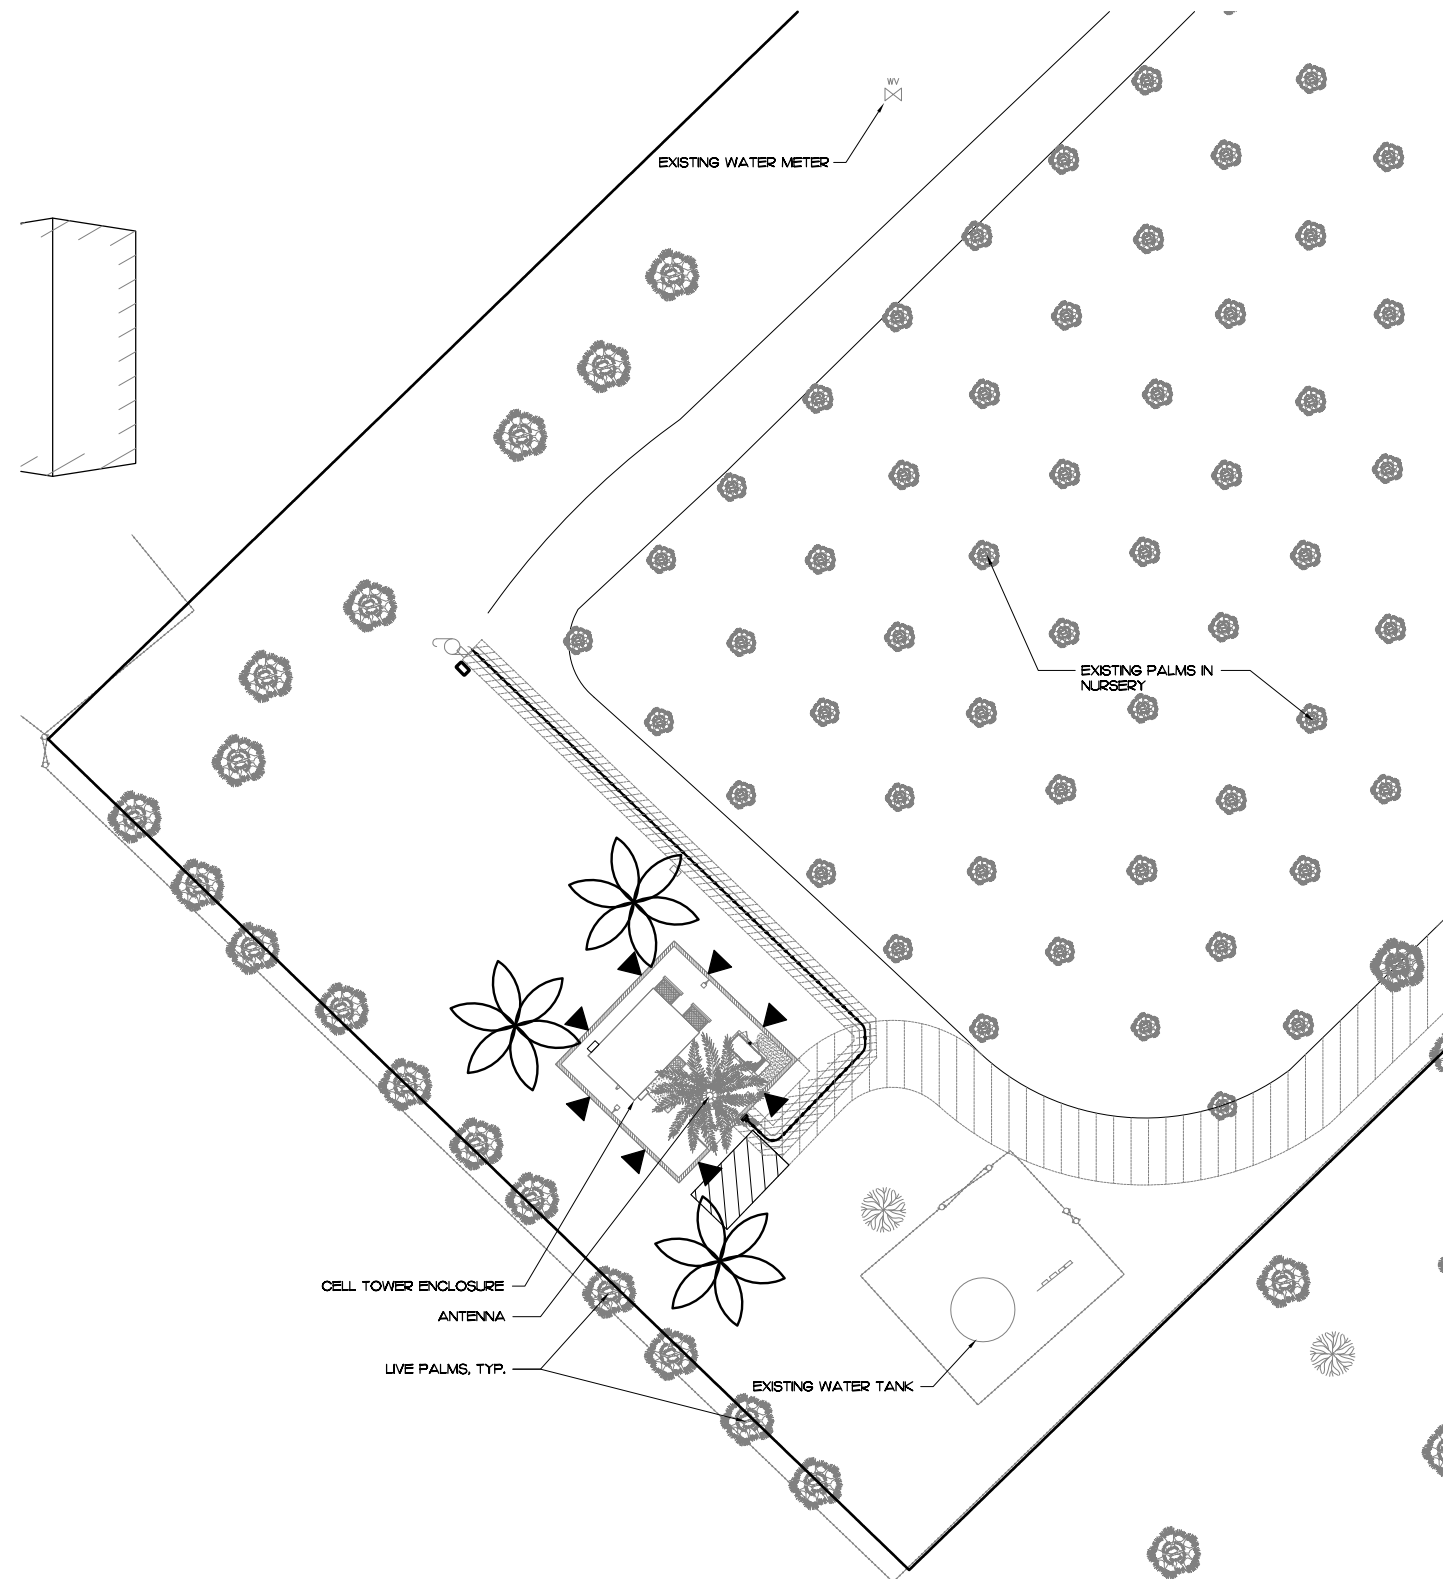 WV
EXISTING WATER METER
EXISTING PALMS IN
NURSERY
CELL TOWER ENCLOSURE
ANTENNA
LIVE PALMS, TYP.
EXISTING WATER TANK